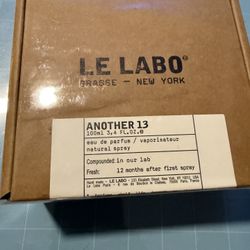 LE LABO®
GRASSE – NEW YORK
ANOTHER 13
100ml 3,4 FL.OZ.e
eau de parfum / vaporisateur
natural spray
Compounded in our lab
Fresh: 12 months after first spray